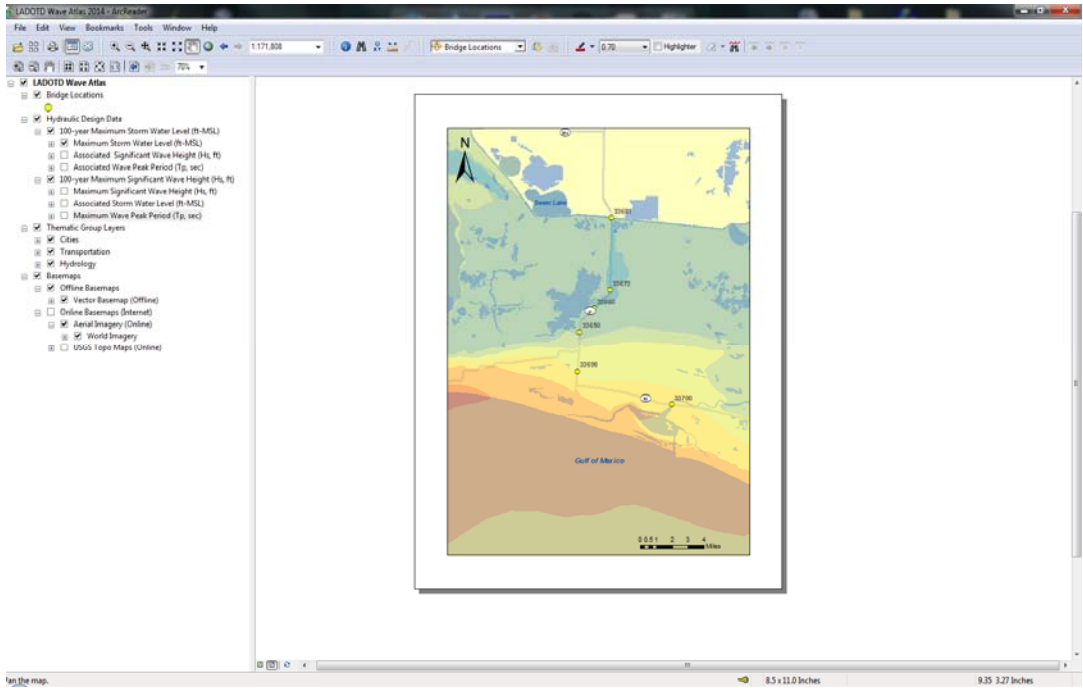 LADOTD Wave Atlas 2014 - ArcReader
File Edit View Bookmarks Tools Window Help
1:171,808
Bridge Locations
0.70
Highlighter
70%
LADOTD Wave Atlas
Bridge Locations
Hydraulic Design Data
100-year Maximum Storm Water Level (ft-MSL)
Maximum Storm Water Level (ft-MSL)
Associated Significant Wave Height (Hs, ft)
Associated Wave Peak Period (Tp, sec)
100-year Maximum Significant Wave Height (Hs, ft)
Maximum Significant Wave Height (Hs, ft)
Associated Storm Water Level (ft-MSL)
Maximum Wave Peak Period (Tp, sec)
Thematic Group Layers
Cities
Transportation
Hydrology
Basemaps
Offline Basemaps
Vector Basemap (Offline)
Online Basemaps (Internet)
Aerial Imagery (Online)
World Imagery
USGS Topo Maps (Online)
N
Lake
33672
33650
33700
Gulf of Mexico
0 0.5 1 2 3 4
Miles
Pan the map.
8.5 x 11.0 Inches
9.35 3.27 Inches